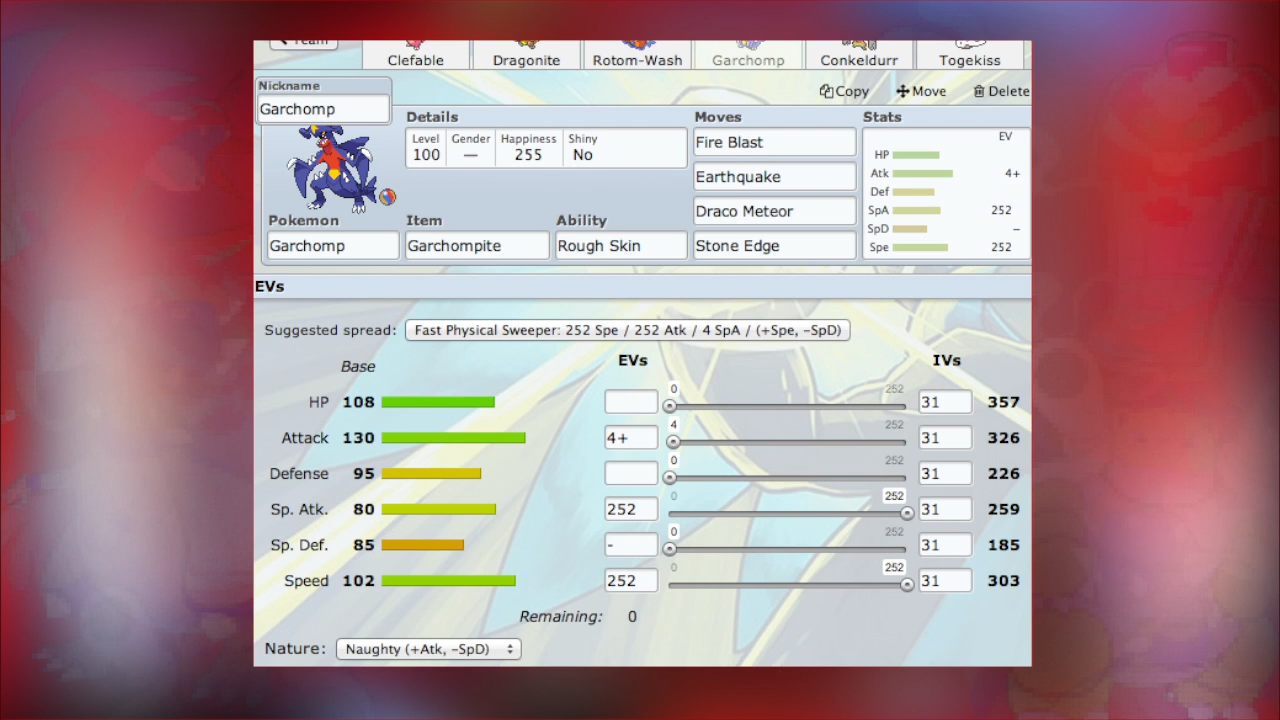 Team
Clefable Dragonite Rotom-Wash Garchomp Conkeldurr Togekiss
Copy Move Delete
Nickname
Garchomp
Details Moves Stats
Level Gender Happiness Shiny
100 — 255 No
Fire Blast
Earthquake
Draco Meteor
Stone Edge
EV
HP
Atk 4+
Def
SpA 252
SpD –
Spe 252
Pokemon Item Ability
Garchomp Garchompite Rough Skin
EVs
Suggested spread: Fast Physical Sweeper: 252 Spe / 252 Atk / 4 SpA / (+Spe, -SpD)
Base EVs IVs
HP 108 0 252 31 357
Attack 130 4+ 4 252 31 326
Defense 95 0 252 31 226
Sp. Atk. 80 252 0 252 31 259
Sp. Def. 85 - 0 252 31 185
Speed 102 252 0 252 31 303
Remaining: 0
Nature: Naughty (+Atk, -SpD)